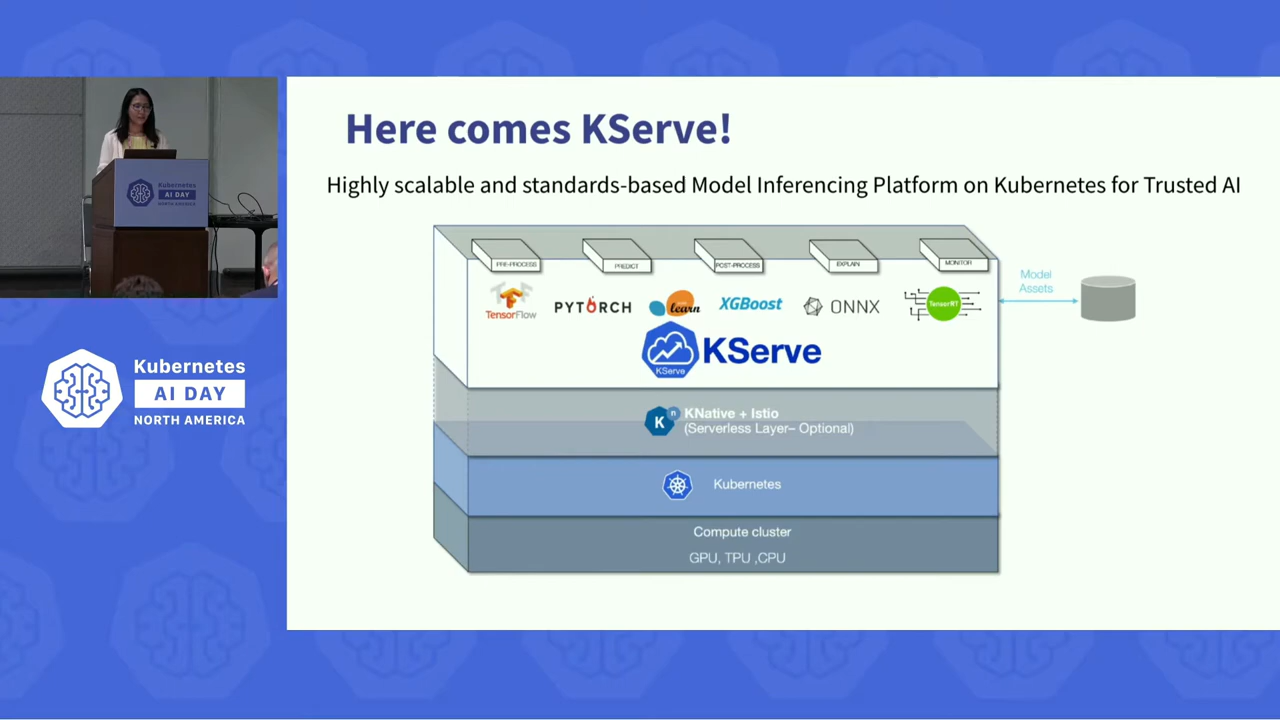 Here comes KServe!
Highly scalable and standards-based Model Inferencing Platform on Kubernetes for Trusted AI
PRE-PROCESS
PREDICT
POST-PROCESS
EXPLAIN
MONITOR
Model
Assets
TensorFlow
PYTORCH
learn
XGBoost
ONNX
TensorRT
KServe
KServe
K
n
KNative + Istio
(Serverless Layer– Optional)
Kubernetes
Compute cluster
GPU, TPU ,CPU
Kubernetes
AI DAY
NORTH AMERICA
Kubernetes
AI DAY
NORTH AMERICA